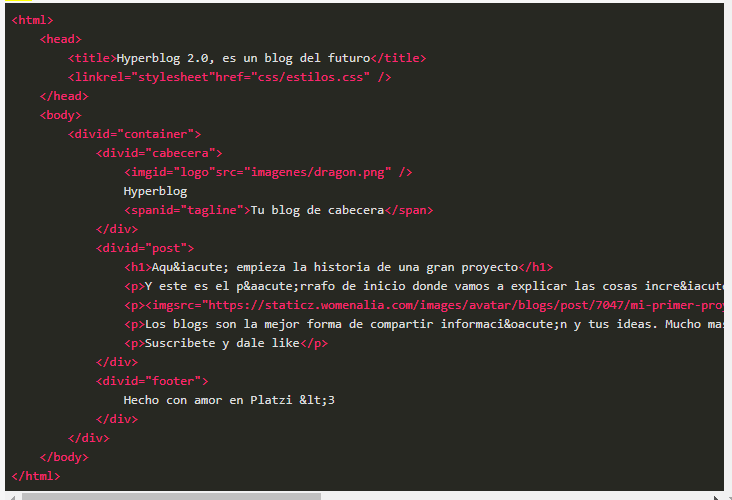 <html>
<head>
<title>Hyperblog 2.0, es un blog del futuro</title>
<linkrel="stylesheet"href="css/estilos.css" />
</head>
<body>
<divid="container">
<divid="cabecera">
<imgid="logo"src="imagenes/dragon.png" />
Hyperblog
<spanid="tagline">Tu blog de cabecera</span>
</div>
<divid="post">
<h1>Aqu&iacute; empieza la historia de una gran proyecto</h1>
<p>Y este es el p&aacute;rrafo de inicio donde vamos a explicar las cosas incre&iacute
<p><imgsrc="https://staticz.womenalia.com/images/avatar/blogs/post/7047/mi-primer-proy
<p>Los blogs son la mejor forma de compartir informaci&oacute;n y tus ideas. Mucho mas
<p>Suscribete y dale like</p>
</div>
<divid="footer">
Hecho con amor en Platzi &lt;3
</div>
</div>
</body>
</html>